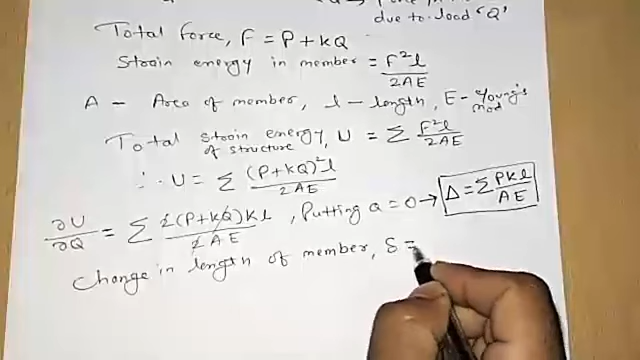 due to load 'Q'
Total force, F = P + kQ
Strain energy in member = F²l / 2AE
A - Area of member, l - length, E - Young's mod
Total strain energy, U = Σ F²l / 2AE
of structure
∴ U = Σ (P+kQ)²l / 2AE
∂U/∂Q = Σ 2(P+kQ)kl / 2AE, Putting Q = 0 → Δ = Σ Pkl / AE
Change in length of member, δ =